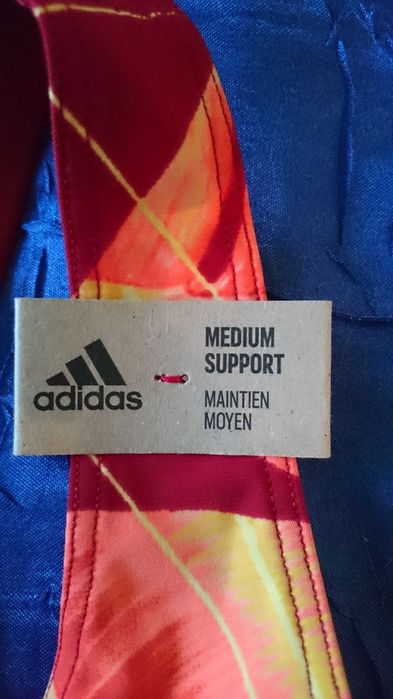 adidas
MEDIUM
SUPPORT
MAINTIEN
MOYEN